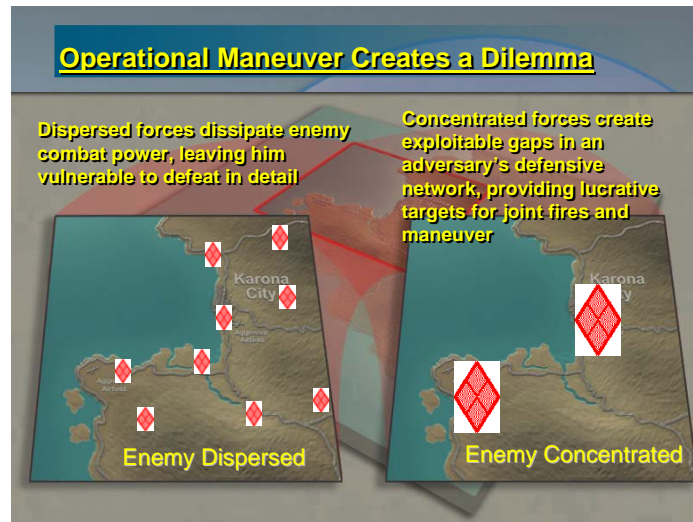 Operational Maneuver Creates a Dilemma
Dispersed forces dissipate enemy
combat power, leaving him
vulnerable to defeat in detail
Concentrated forces create
exploitable gaps in an
adversary's defensive
network, providing lucrative
targets for joint fires and
maneuver
Karona
City
Airfield
Airfield
Enemy Dispersed
Karona
Enemy Concentrated